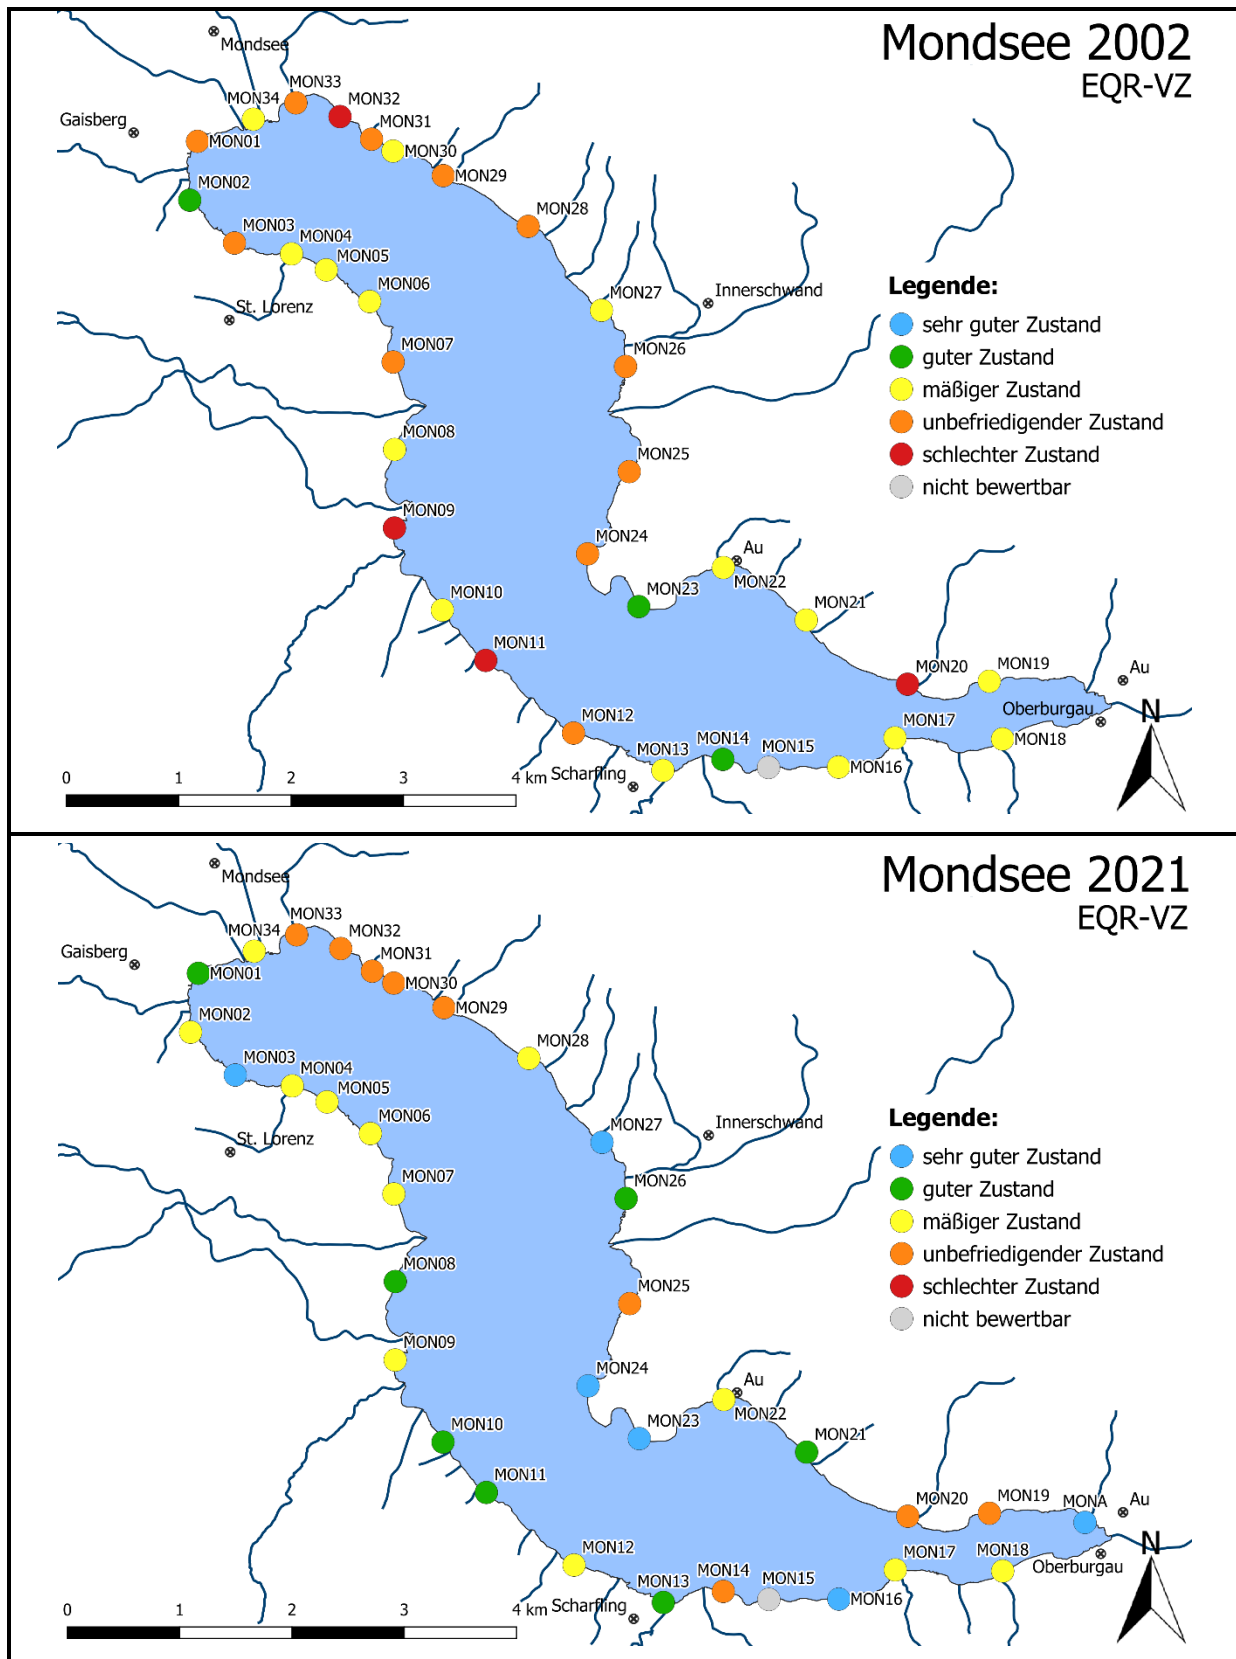 Mondsee 2002
EQR-VZ
Mondsee
MON33
MON34
MON32
Gaisberg
MON31
MON01
MON30
MON29
MON02
MON28
MON03
MON04
MON05
MON06
MON27
Innerschwand
St. Lorenz
MON26
MON07
Legende:
sehr guter Zustand
guter Zustand
mäßiger Zustand
unbefriedigender Zustand
schlechter Zustand
nicht bewertbar
MON08
MON25
MON09
MON24
Au
MON22
MON10
MON23
MON21
MON11
MON20
MON19
Au
Oberburgau
N
MON12
MON17
MON18
MON13
MON14
MON15
MON16
Scharfling
0 1 2 3 4 km
Mondsee 2021
EQR-VZ
Mondsee
MON33
MON34
MON32
Gaisberg
MON31
MON01
MON30
MON29
MON02
MON28
MON03
MON04
MON05
MON06
MON27
Innerschwand
St. Lorenz
MON26
MON07
Legende:
sehr guter Zustand
guter Zustand
mäßiger Zustand
unbefriedigender Zustand
schlechter Zustand
nicht bewertbar
MON08
MON25
MON09
MON24
Au
MON22
MON10
MON23
MON21
MON11
MON20
MON19
MONA
Au
Oberburgau
N
MON12
MON17
MON18
MON13
MON14
MON15
MON16
Scharfling
0 1 2 3 4 km